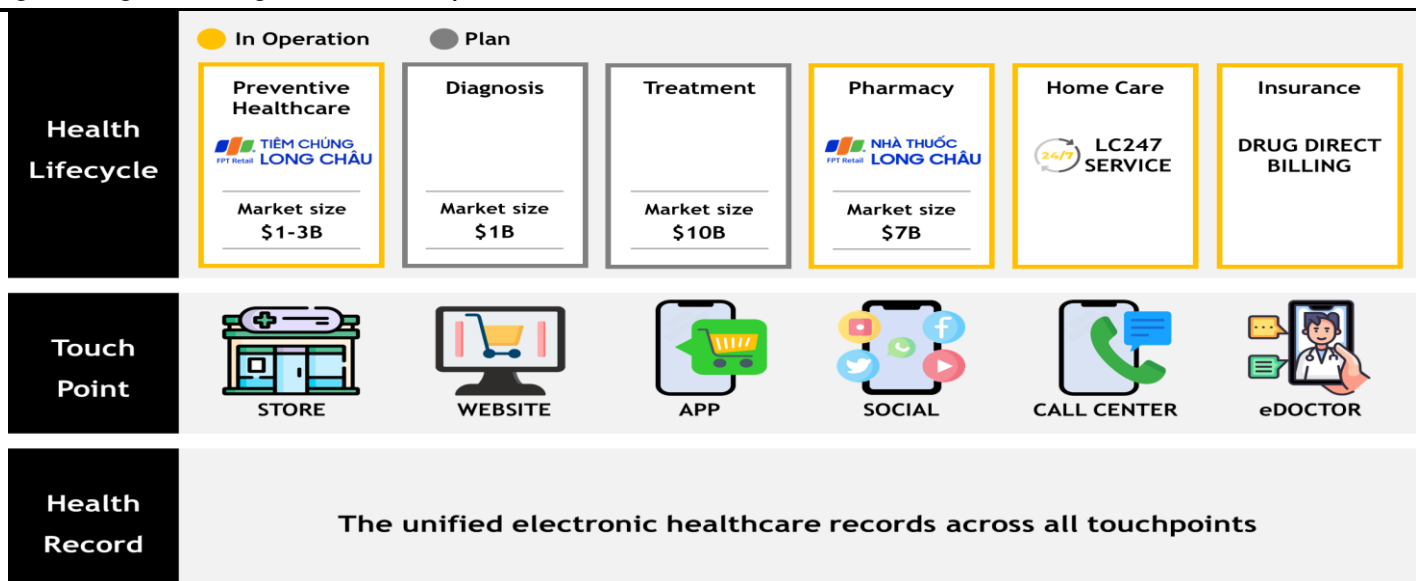 In Operation
Plan
Health
Lifecycle
Preventive
Healthcare
FPT Retail
TIÊM CHỦNG
LONG CHÂU
Market size
$1-3B
Diagnosis
Market size
$1B
Treatment
Market size
$10B
Pharmacy
FPT Retail
NHÀ THUỐC
LONG CHÂU
Market size
$7B
Home Care
24/7
LC247
SERVICE
Insurance
DRUG DIRECT
BILLING
Touch
Point
STORE
WEBSITE
APP
SOCIAL
CALL CENTER
eDOCTOR
Health
Record
The unified electronic healthcare records across all touchpoints